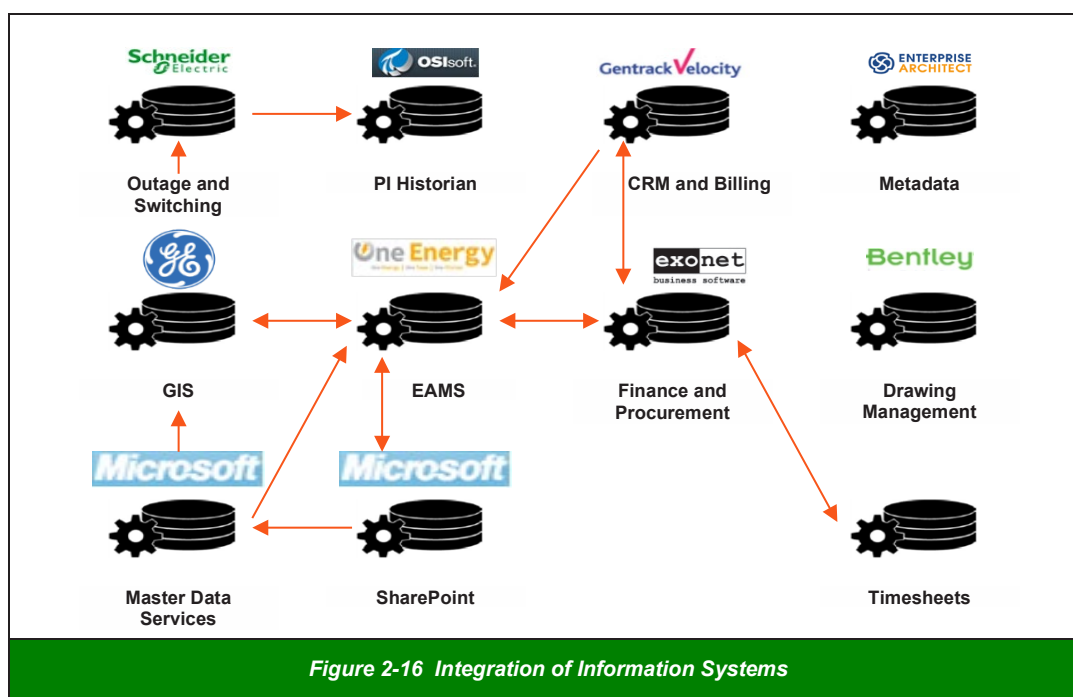 Schneider
Electric
OSIsoft.
Gentrack Velocity
ENTERPRISE
ARCHITECT
Outage and
Switching
PI Historian
CRM and Billing
Metadata
GE
One Energy
exonet
business software
Bentley
GIS
EAMS
Finance and
Procurement
Drawing
Management
Microsoft
Microsoft
Master Data
Services
SharePoint
Timesheets
Figure 2-16 Integration of Information Systems